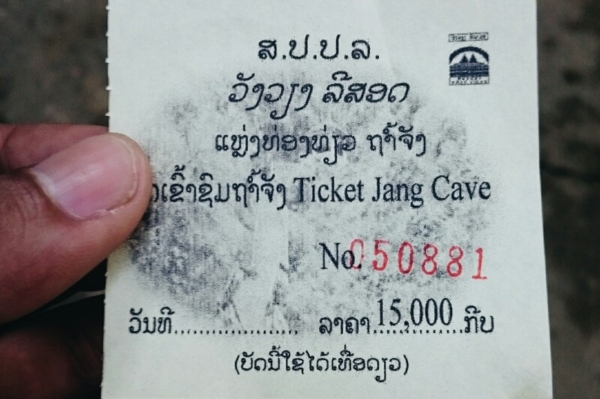 ສ.ປ.ປ.ລ.
ວັງວຽງ ລີສອດ
ແຫຼ່ງທ່ອງທ່ຽວ ຖ້ຳຈັງ
ເຂົ້າຊົມຖ້ຳຈັງ Ticket Jang Cave
No. 050881
ວັນທີ.................... ລາຄາ 15,000 ກີບ
(ບັດນີ້ໃຊ້ໄດ້ເທື່ອດຽວ)